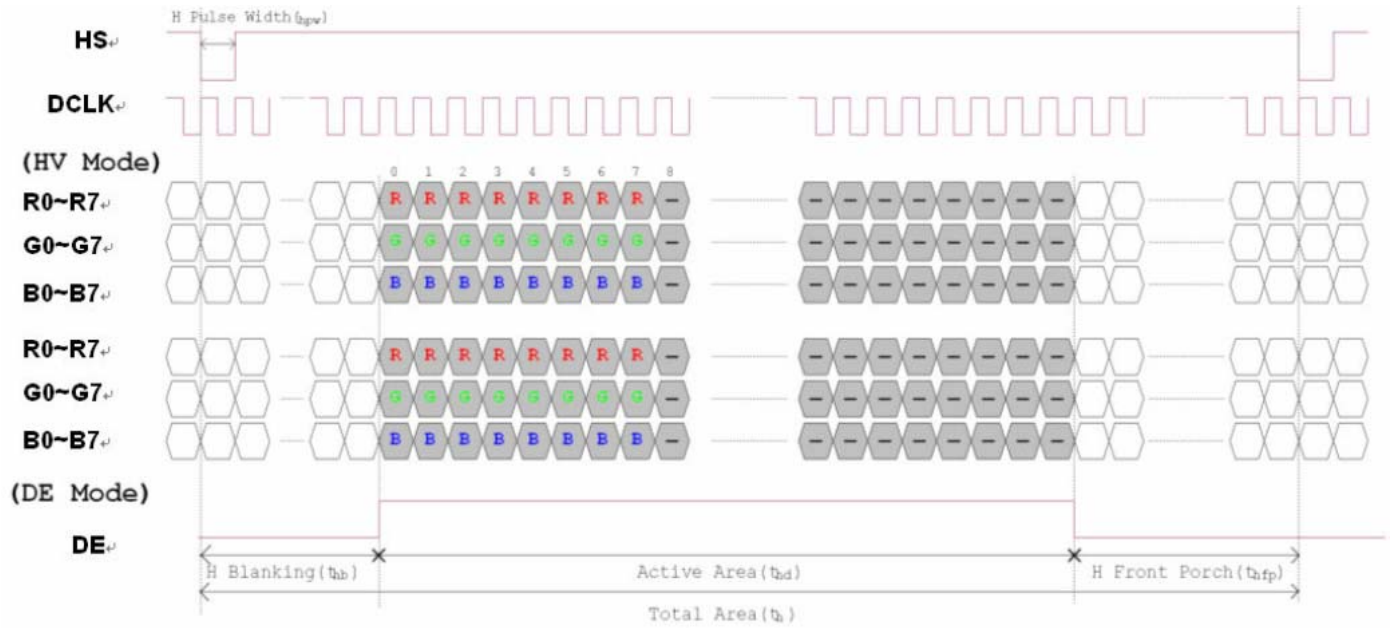 H Pulse Width(thpw)
HS
DCLK
(HV Mode)
0 1 2 3 4 5 6 7 8
R0~R7 R R R R R R R R - - - - - - - - -
G0~G7 G G G G G G G G - - - - - - - - -
B0~B7 B B B B B B B B - - - - - - - - -
R0~R7 R R R R R R R R - - - - - - - - -
G0~G7 G G G G G G G G - - - - - - - - -
B0~B7 B B B B B B B B - - - - - - - - -
(DE Mode)
DE
H Blanking(thb) Active Area(thd) H Front Porch(thfp)
Total Area(th)